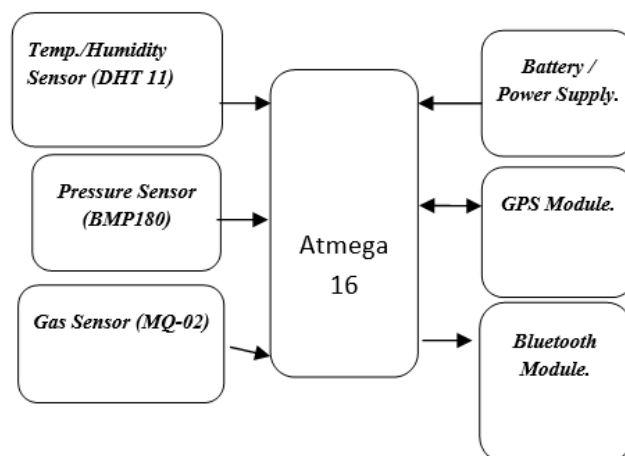 Temp./Humidity
Sensor (DHT 11)
Pressure Sensor
(BMP180)
Gas Sensor (MQ-02)
Atmega
16
Battery /
Power Supply.
GPS Module.
Bluetooth
Module.